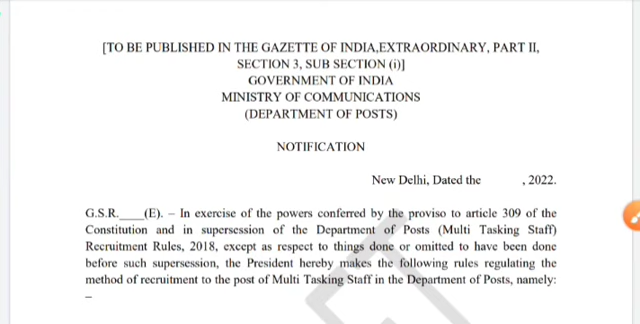 [TO BE PUBLISHED IN THE GAZETTE OF INDIA,EXTRAORDINARY, PART II,
SECTION 3, SUB SECTION (i)]
GOVERNMENT OF INDIA
MINISTRY OF COMMUNICATIONS
(DEPARTMENT OF POSTS)
NOTIFICATION
New Delhi, Dated the , 2022.
G.S.R.____(E). – In exercise of the powers conferred by the proviso to article 309 of the
Constitution and in supersession of the Department of Posts (Multi Tasking Staff)
Recruitment Rules, 2018, except as respect to things done or omitted to have been done
before such supersession, the President hereby makes the following rules regulating the
method of recruitment to the post of Multi Tasking Staff in the Department of Posts, namely:
–